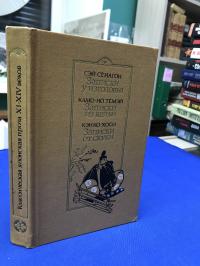 СЭЙ-СЁНАГОН
Записки
у изголовья
КАМО-НО ТЁМЭЙ
Записки
из кельи
КЭНКО-ХОСИ
Записки
от скуки
Классическая японская проза XI-XIV веков